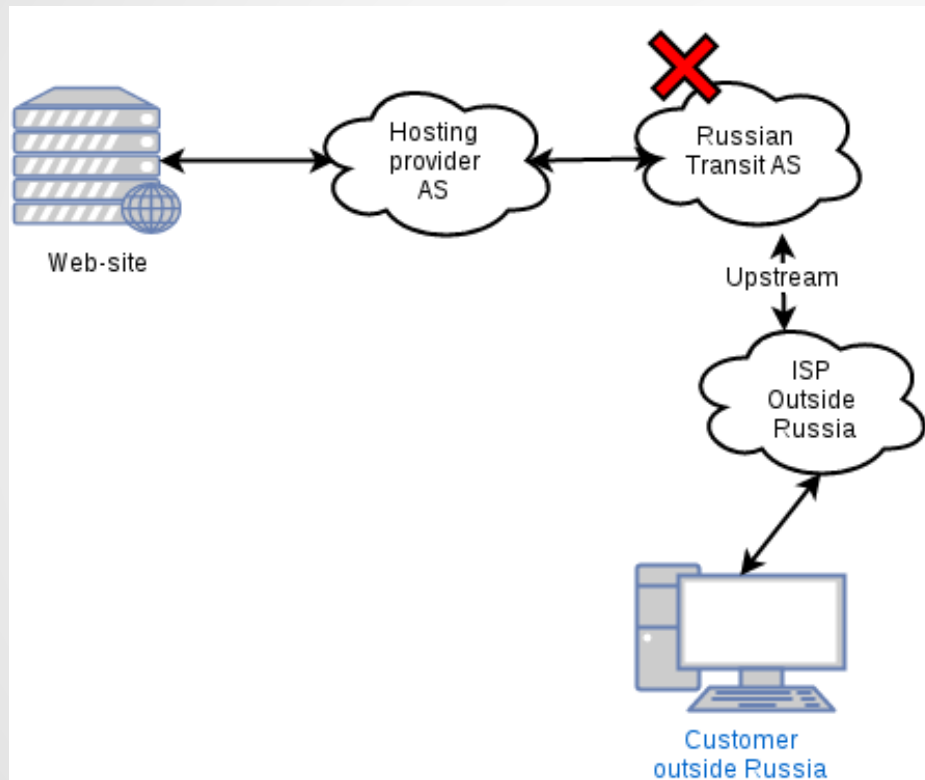 Hosting
provider
AS
Russian
Transit AS
Web-site
Upstream
ISP
Outside
Russia
Customer
outside Russia